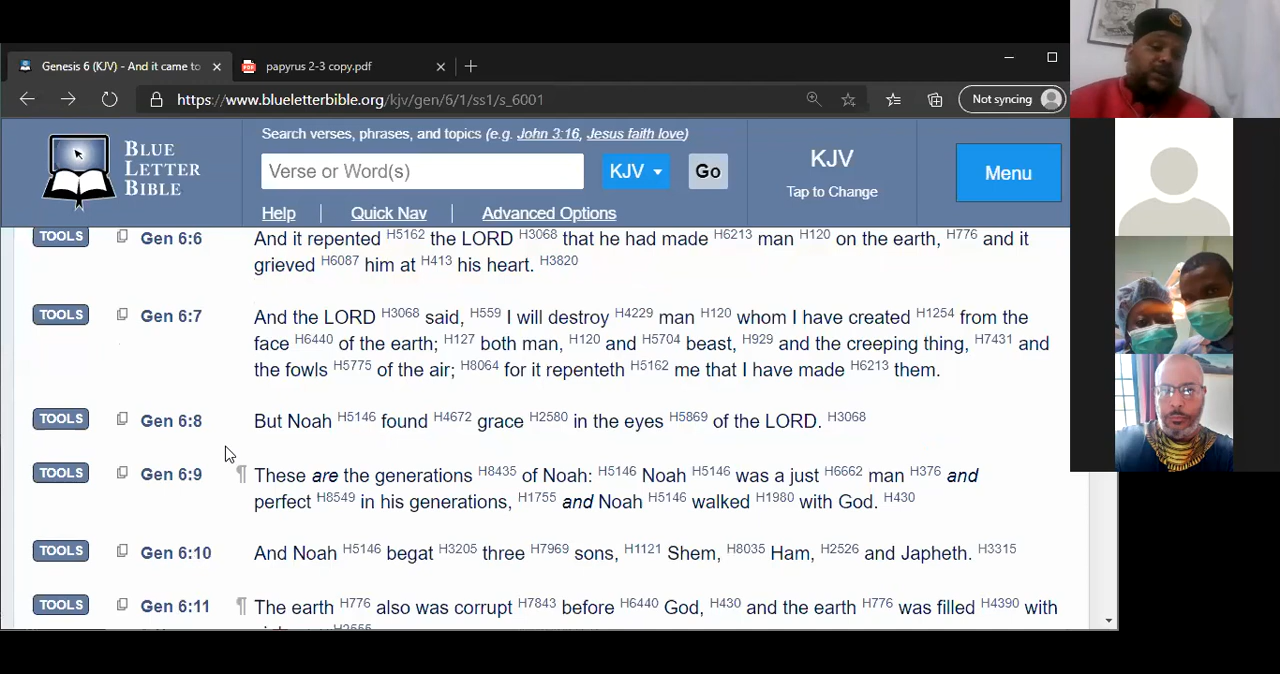 Genesis 6 (KJV) - And it came to
papyrus 2-3 copy.pdf
https://www.blueletterbible.org/kjv/gen/6/1/ss1/s_6001
Not syncing
BLUE
LETTER
BIBLE
Search verses, phrases, and topics (e.g. John 3:16, Jesus faith love)
Verse or Word(s)
KJV
Go
Help | Quick Nav | Advanced Options
KJV
Tap to Change
Menu
TOOLS Gen 6:6 And it repented H5162 the LORD H3068 that he had made H6213 man H120 on the earth, H776 and it
grieved H6087 him at H413 his heart. H3820
TOOLS Gen 6:7 And the LORD H3068 said, H559 I will destroy H4229 man H120 whom I have created H1254 from the
face H6440 of the earth; H127 both man, H120 and H5704 beast, H929 and the creeping thing, H7431 and
the fowls H5775 of the air; H8064 for it repenteth H5162 me that I have made H6213 them.
TOOLS Gen 6:8 But Noah H5146 found H4672 grace H2580 in the eyes H5869 of the LORD. H3068
TOOLS Gen 6:9 ¶ These are the generations H8435 of Noah: H5146 Noah H5146 was a just H6662 man H376 and
perfect H8549 in his generations, H1755 and Noah H5146 walked H1980 with God. H430
TOOLS Gen 6:10 And Noah H5146 begat H3205 three H7969 sons, H1121 Shem, H8035 Ham, H2526 and Japheth. H3315
TOOLS Gen 6:11 ¶ The earth H776 also was corrupt H7843 before H6440 God, H430 and the earth H776 was filled H4390 with